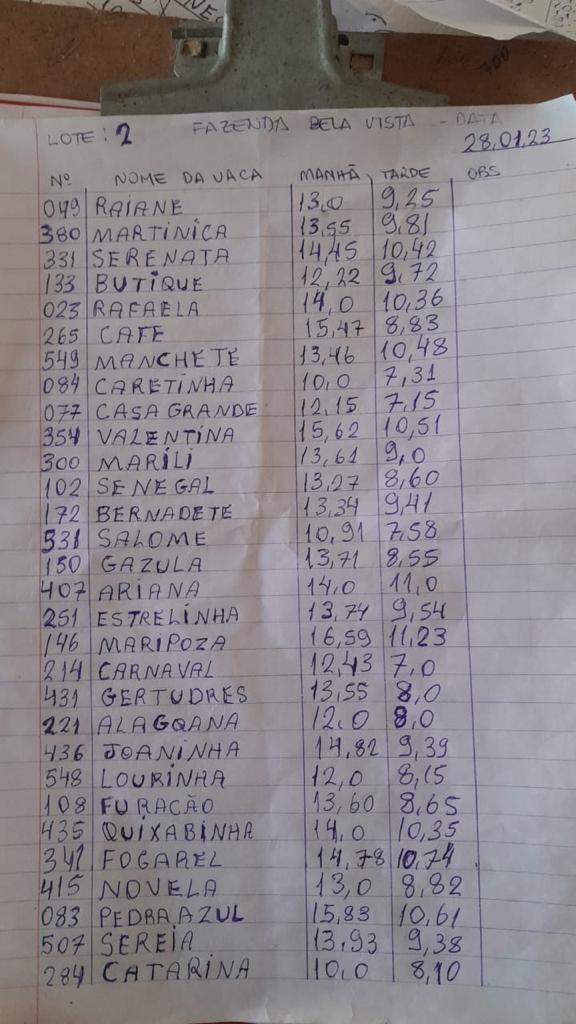 LOTE: 2 FAZENDA BELA VISTA - DATA
28,01,23
Nº NOME DA VACA MANHÃ TARDE OBS
049 RAIANE 13,0 9,25
380 MARTINICA 13,55 9,81
331 SERENATA 14,45 10,42
133 BUTIQUE 12,22 9,72
023 RAFAELA 14,0 10,36
265 CAFE 15,47 8,83
549 MANCHETE 13,46 10,48
084 CARETINHA 10,0 7,31
077 CASA GRANDE 12,15 7,15
354 VALENTINA 15,62 10,51
300 MARILI 13,61 9,0
102 SENEGAL 13,27 8,60
172 BERNADETE 13,34 9,41
531 SALOME 10,91 7,58
150 GAZULA 13,71 8,55
407 ARIANA 14,0 11,0
251 ESTRELINHA 13,74 9,54
146 MARIPOZA 16,59 11,23
214 CARNAVAL 12,43 7,0
431 GERTUDRES 13,55 8,0
221 ALAGOANA 12,0 8,0
436 JOANINHA 14,82 9,39
548 LOURINHA 12,0 8,15
108 FURACÃO 13,60 8,65
435 QUIXABINHA 14,0 10,35
341 FOGAREL 14,78 10,74
415 NOVELA 13,0 8,82
083 PEDRA AZUL 15,83 10,61
507 SEREIA 13,93 9,38
284 CATARINA 10,0 8,10